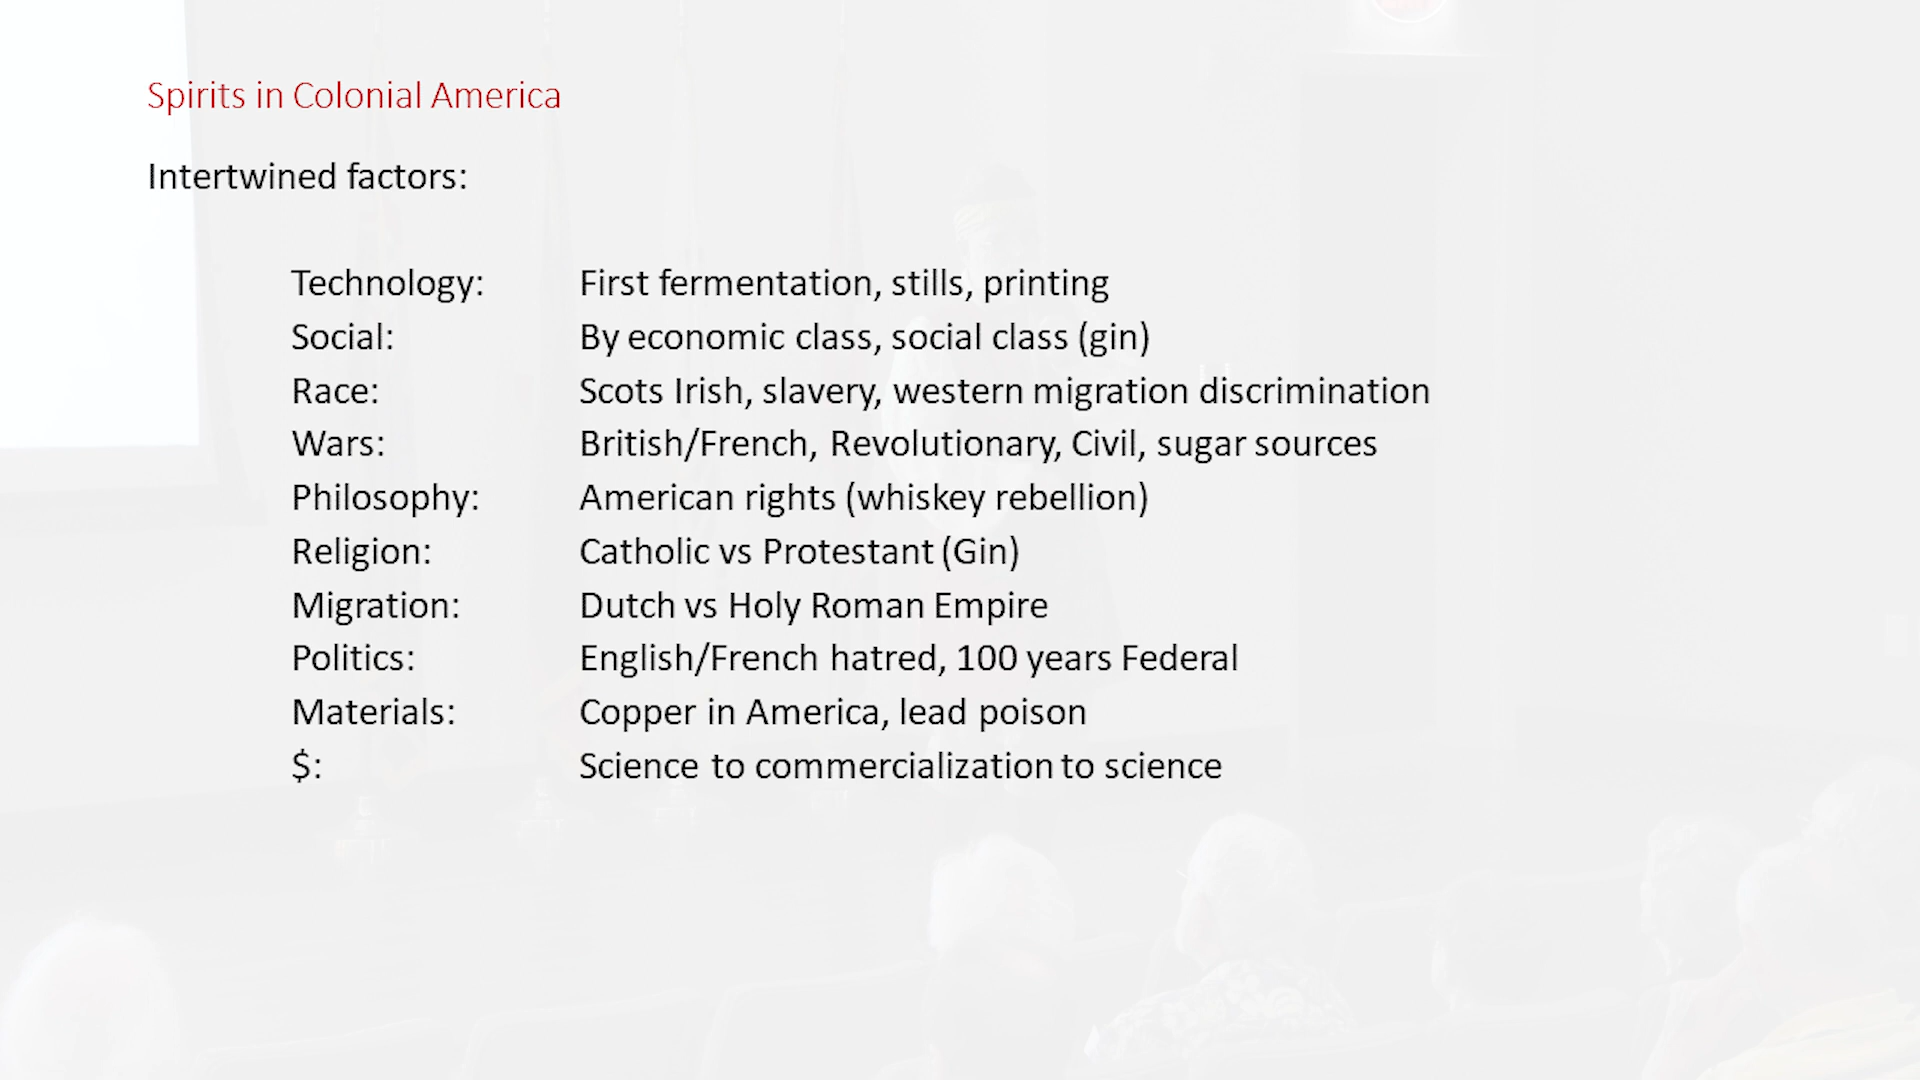 Spirits in Colonial America
Intertwined factors:
Technology: First fermentation, stills, printing
Social: By economic class, social class (gin)
Race: Scots Irish, slavery, western migration discrimination
Wars: British/French, Revolutionary, Civil, sugar sources
Philosophy: American rights (whiskey rebellion)
Religion: Catholic vs Protestant (Gin)
Migration: Dutch vs Holy Roman Empire
Politics: English/French hatred, 100 years Federal
Materials: Copper in America, lead poison
$: Science to commercialization to science